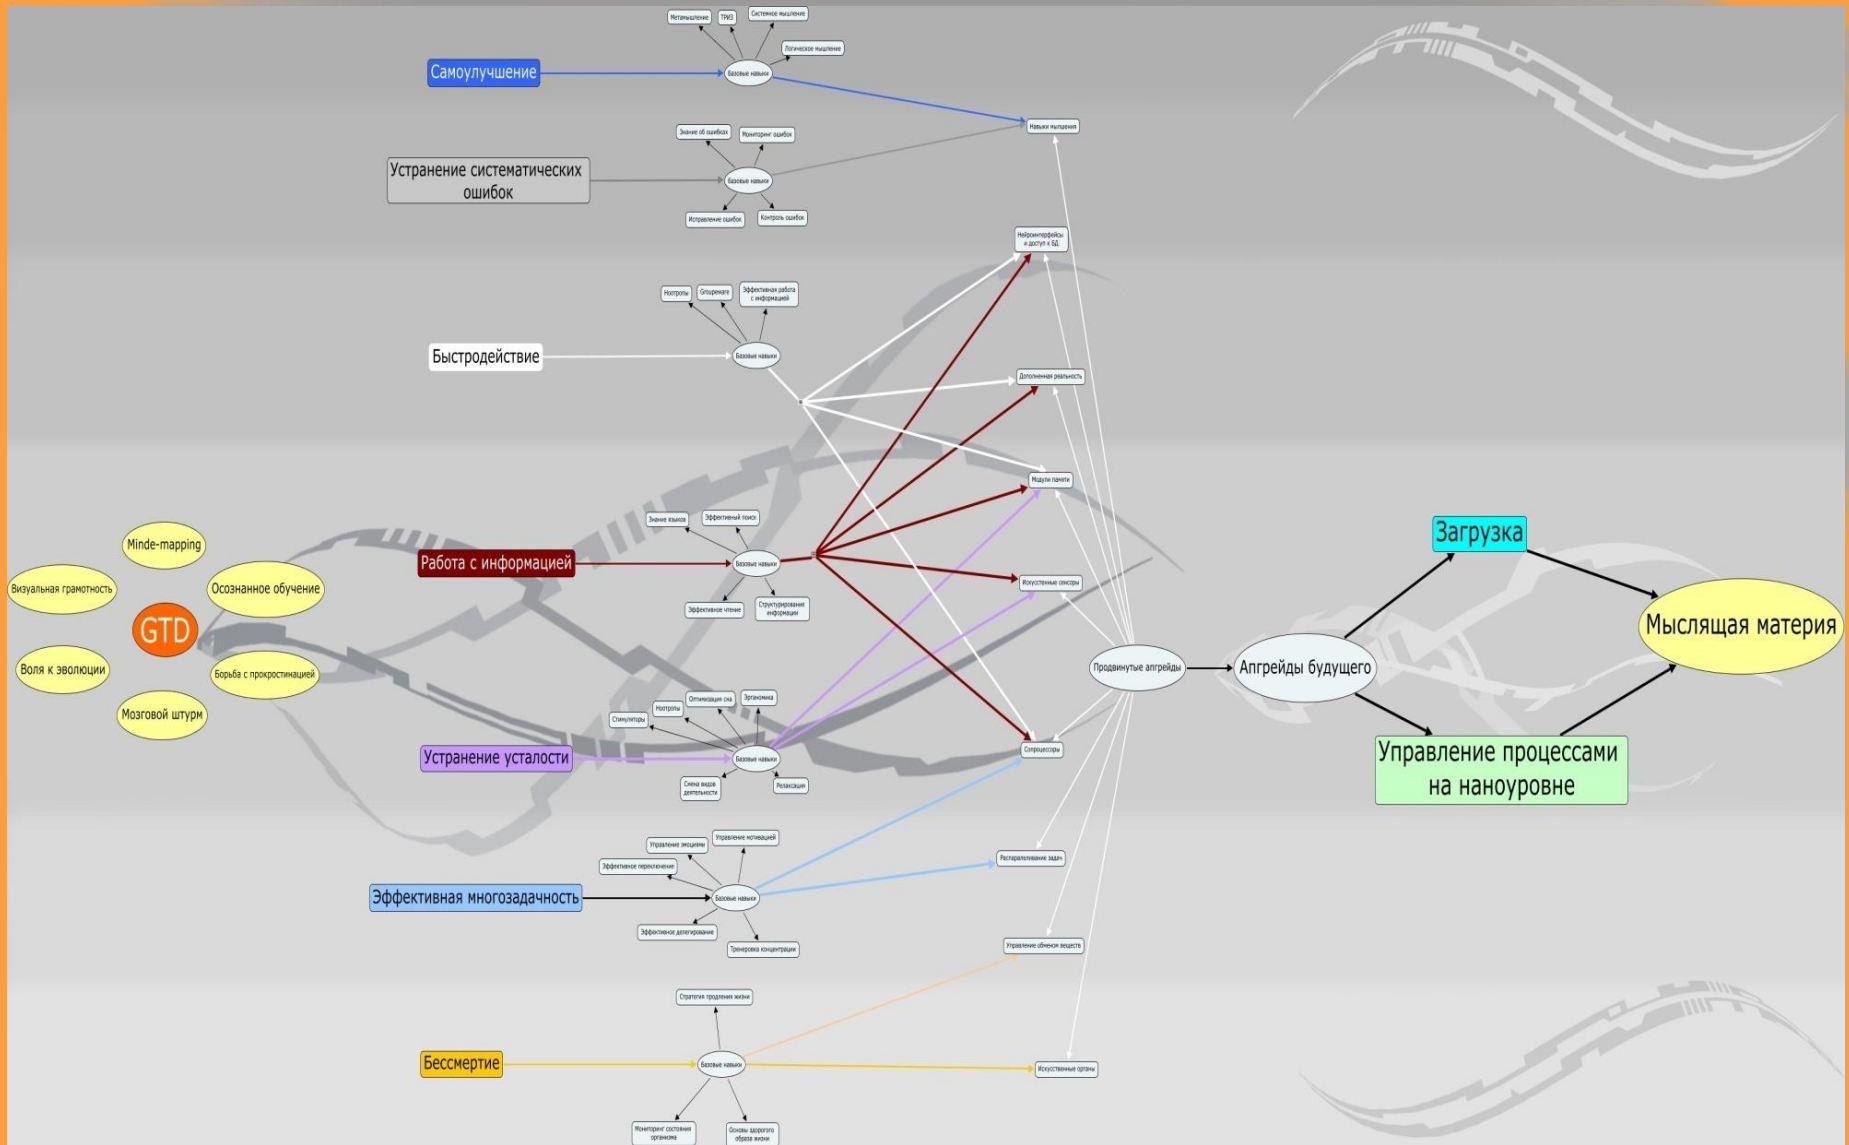 Метамышление
ТРИЗ
Системное мышление
Логическое мышление
Самоулучшение
Базовые навыки
Навыки мылшения
Знание об ошибках
Мониторинг ошибок
Устранение систематических
ошибок
Базовые навыки
Исправление ошибок
Контроль ошибок
Нейроинтерфейсы
и доступ к БД
Ноотропы
Groupware
Эффективная работа
с информацией
Быстродействие
Базовые навыки
Дополненная реальность
Модули памяти
Знание языков
Эффективный поиск
Работа с информацией
Базовые навыки
Эффективное чтение
Структурирование
информации
Искусственные сенсоры
Minde-mapping
Визуальная грамотность
Осознанное обучение
GTD
Воля к эволюции
Борьба с прокростинацией
Мозговой штурм
Продвинутые апгрейды
Апгрейды будущего
Загрузка
Мыслящая материя
Управление процессами
на наноуровне
Стимуляторы
Ноотропы
Оптимизация сна
Эргономика
Устранение усталости
Базовые навыки
Смена видов
деятельности
Релаксация
Сопроцессоры
Эффективное переключение
Управление эмоциями
Управление мотивацией
Эффективная многозадачность
Базовые навыки
Эффективное делегирование
Тренеровка концентрации
Распаралеливание задач
Управление обменом веществ
Стратегия продления жизни
Бессмертие
Базовые навыки
Искусственные органы
Мониторинг состояния
организма
Основы здорогого
образа жизни